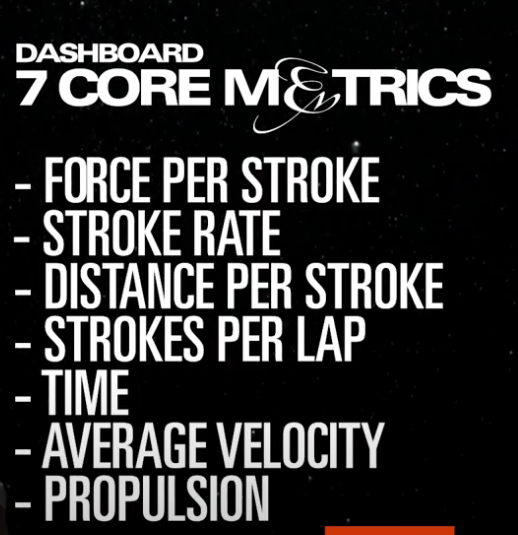 DASHBOARD
7 CORE METRICS
- FORCE PER STROKE
- STROKE RATE
- DISTANCE PER STROKE
- STROKES PER LAP
- TIME
- AVERAGE VELOCITY
- PROPULSION